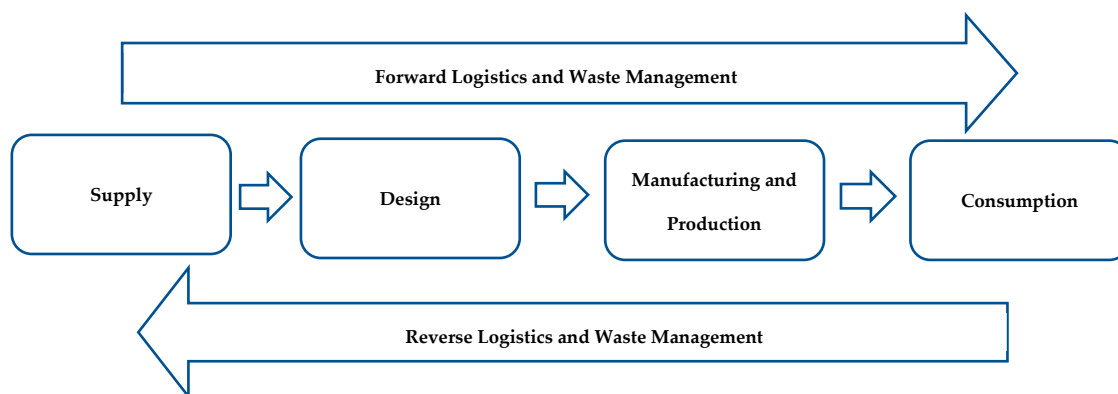 Forward Logistics and Waste Management
Supply
Design
Manufacturing and
Production
Consumption
Reverse Logistics and Waste Management